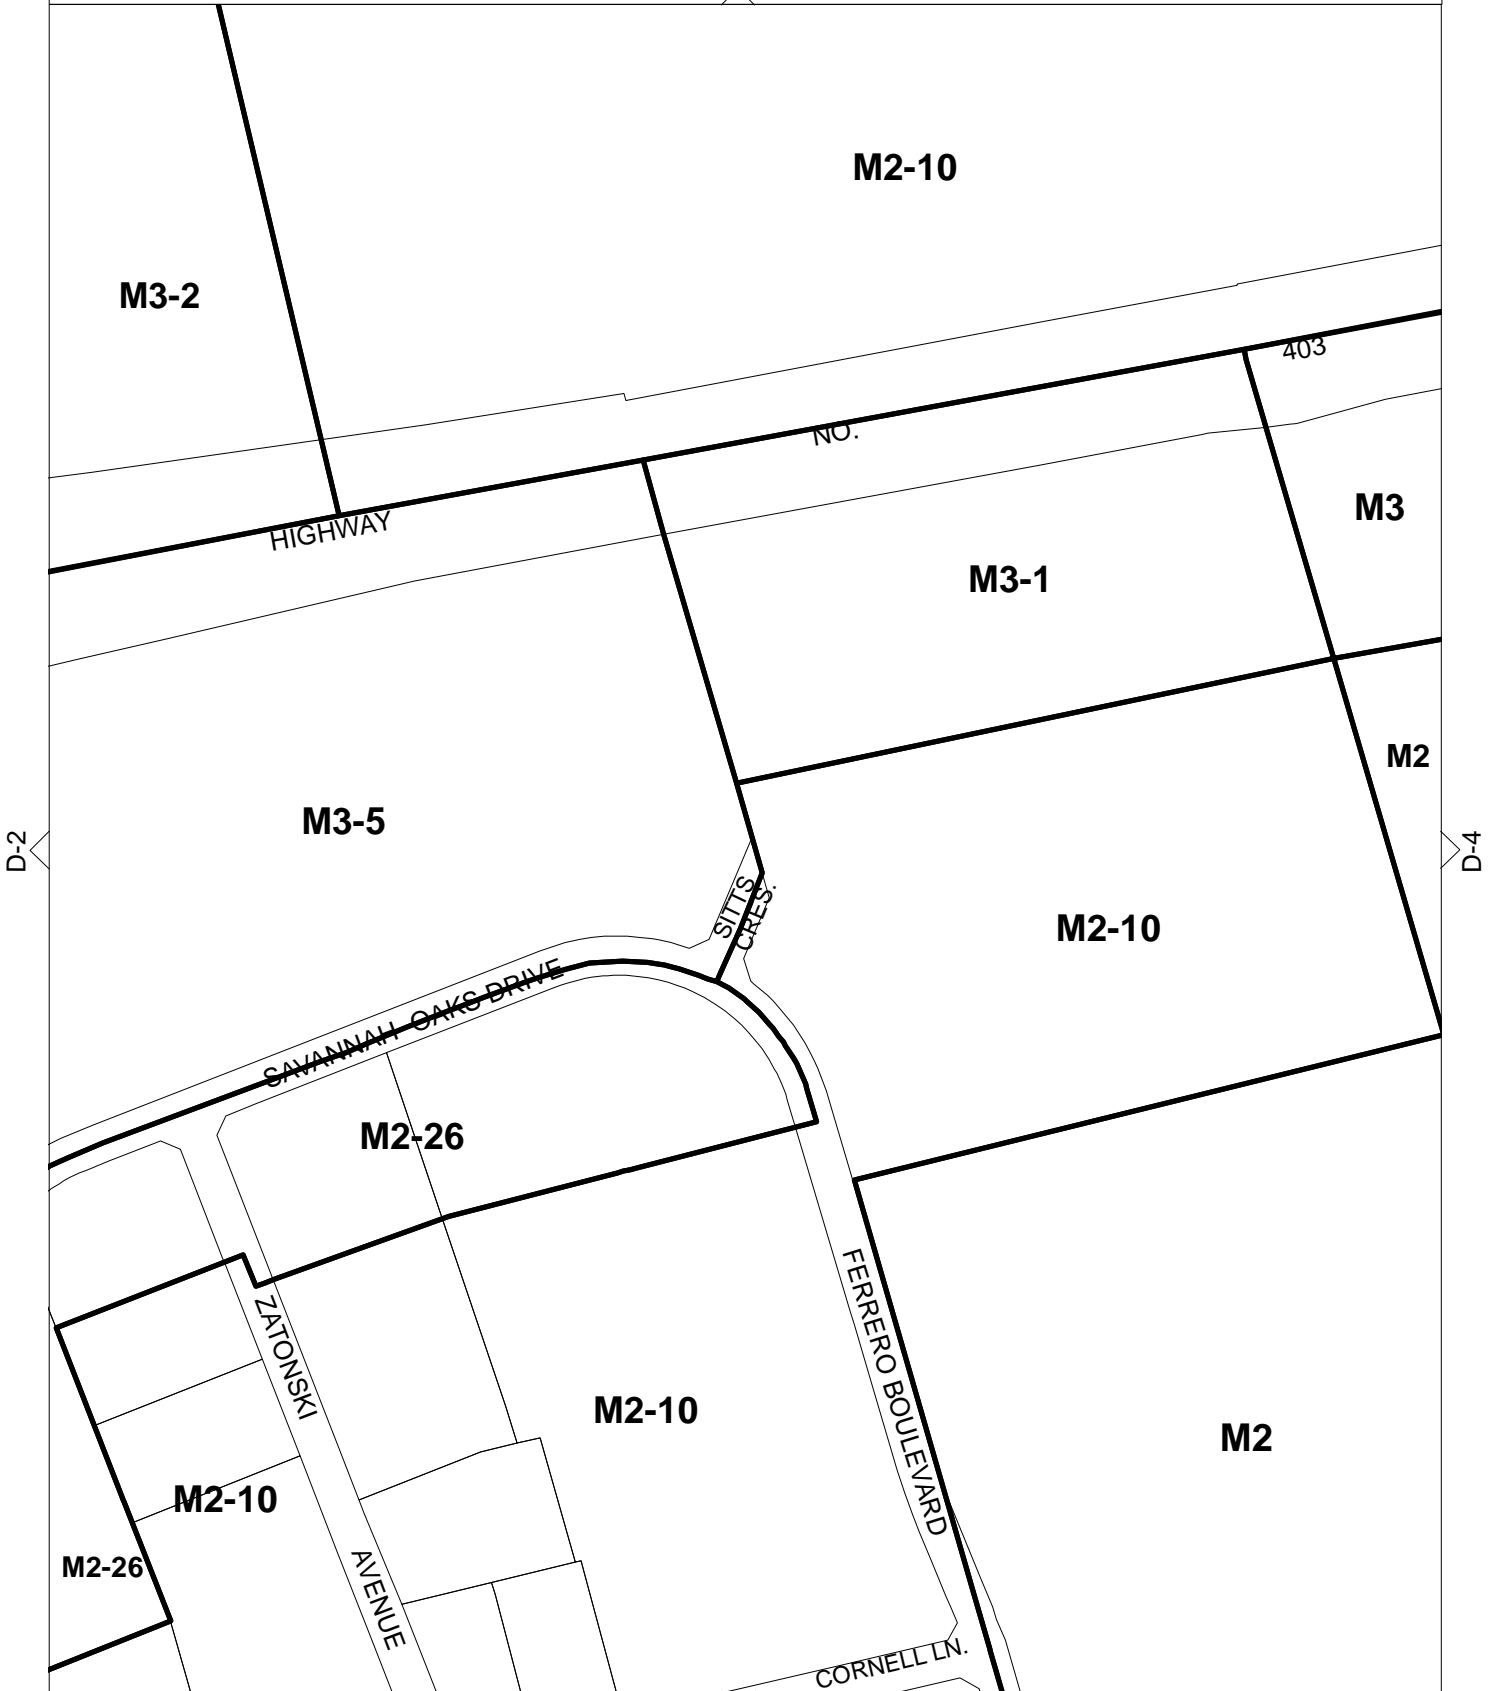 M2-10
M3-2
403
NO.
HIGHWAY
M3
M3-1
M2
M3-5
D-2
D-4
SITTS
CRES.
M2-10
SAVANNAH OAKS DRIVE
M2-26
FERRERO BOULEVARD
ZATONSKI
M2-10
M2
M2-10
M2-26
AVENUE
CORNELL LN.